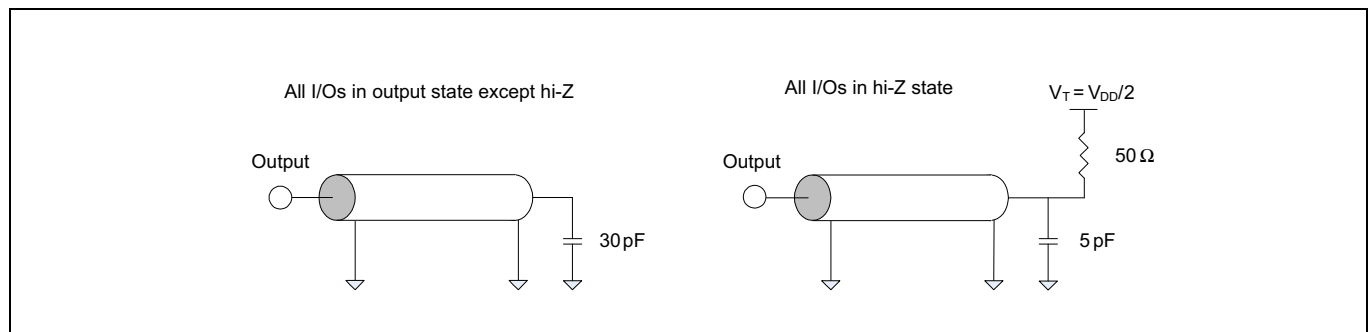 All I/Os in output state except hi-Z
Output
30 pF
All I/Os in hi-Z state
V_T = V_DD/2
50 Ω
Output
5 pF